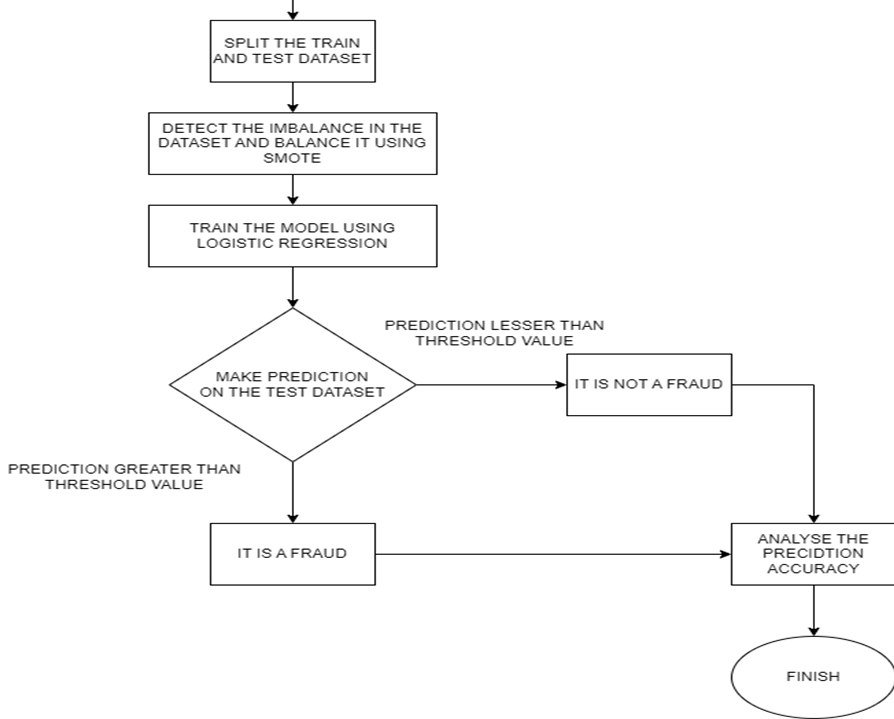 SPLIT THE TRAIN
AND TEST DATASET
DETECT THE IMBALANCE IN THE
DATASET AND BALANCE IT USING
SMOTE
TRAIN THE MODEL USING
LOGISTIC REGRESSION
PREDICTION LESSER THAN
THRESHOLD VALUE
MAKE PREDICTION
ON THE TEST DATASET
IT IS NOT A FRAUD
PREDICTION GREATER THAN
THRESHOLD VALUE
IT IS A FRAUD
ANALYSE THE
PRECIDTION
ACCURACY
FINISH